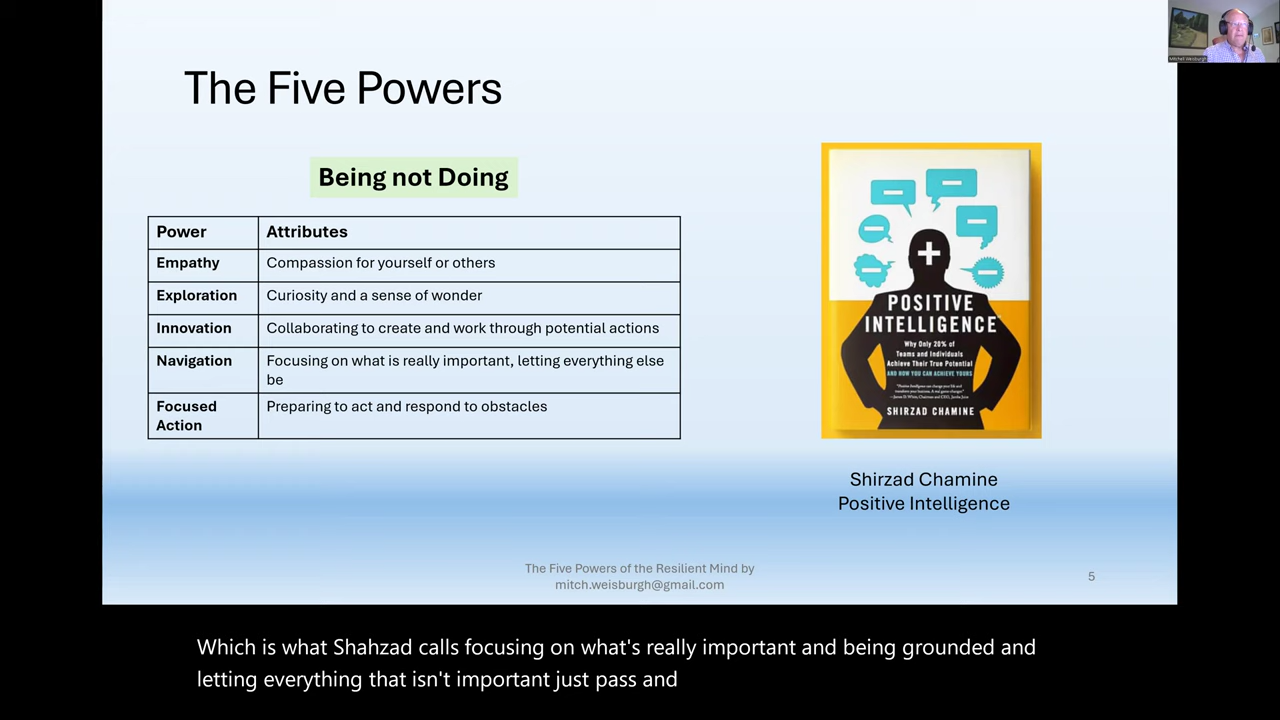 Mitchell Weisburgh
The Five Powers
Being not Doing
Power Attributes
Empathy Compassion for yourself or others
Exploration Curiosity and a sense of wonder
Innovation Collaborating to create and work through potential actions
Navigation Focusing on what is really important, letting everything else
be
Focused Preparing to act and respond to obstacles
Action
POSITIVE
INTELLIGENCE
Why Only 20% of
Teams and Individuals
Achieve Their True Potential
AND HOW YOU CAN ACHIEVE YOURS
SHIRZAD CHAMINE
Shirzad Chamine
Positive Intelligence
The Five Powers of the Resilient Mind by
mitch.weisburgh@gmail.com
5
Which is what Shahzad calls focusing on what's really important and being grounded and
letting everything that isn't important just pass and